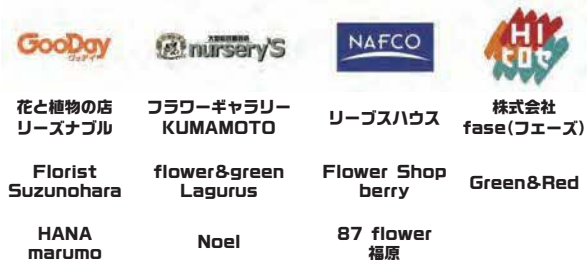 GooDay
グッデイ
nursery'S
NAFCO
HI
ヒロセ
花と植物の店
リーズナブル
フラワーギャラリー
KUMAMOTO
リーブスハウス
株式会社
fase(フェーズ)
Florist
Suzunohara
flower&green
Lagurus
Flower Shop
berry
Green&Red
HANA
marumo
Noel
87 flower
福原